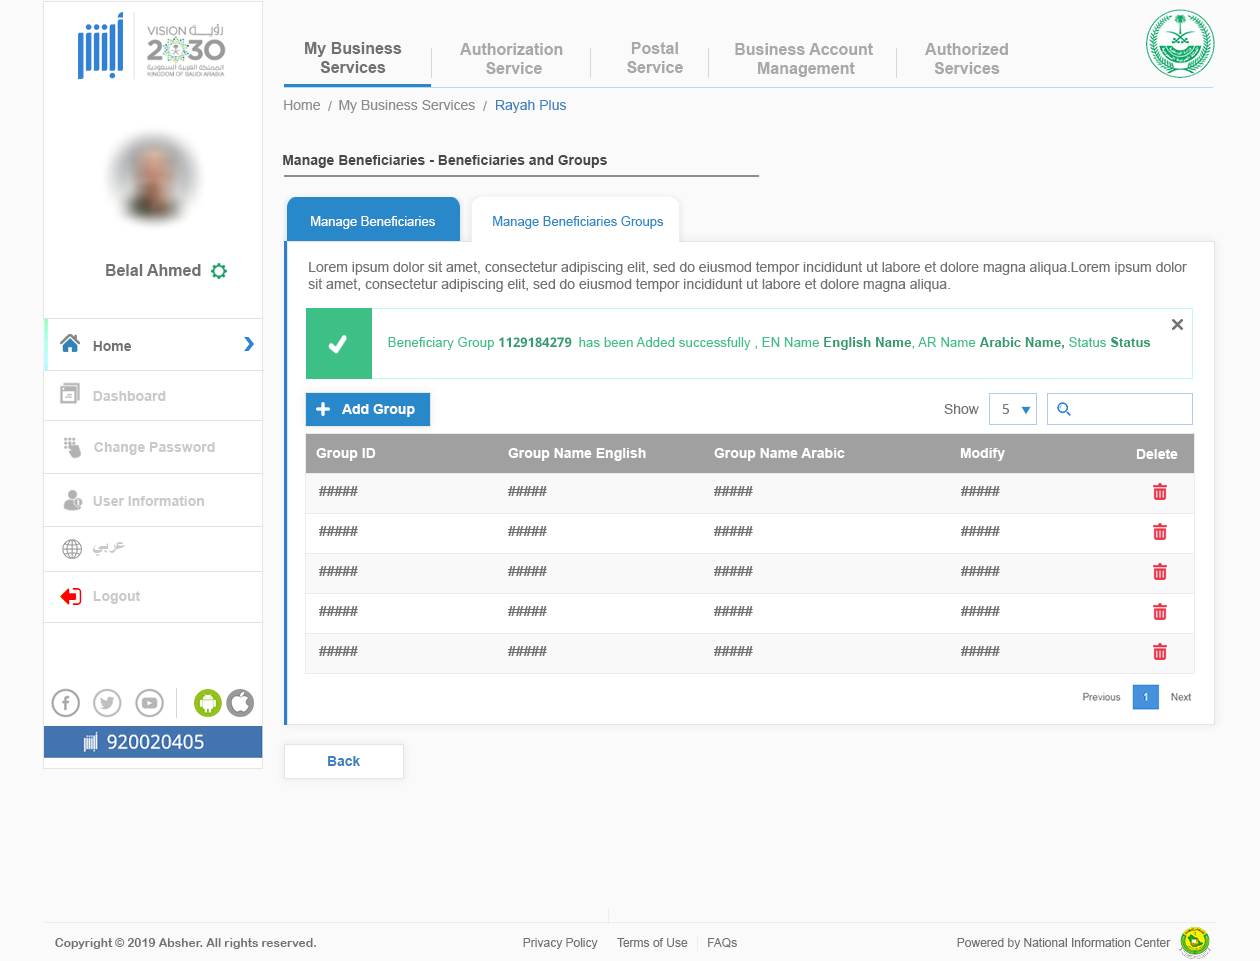 أبشر
VISION رؤيــة
2030
المملكة العربية السعودية
KINGDOM OF SAUDI ARABIA
My Business Services
Authorization Service
Postal Service
Business Account Management
Authorized Services
Home / My Business Services / Rayah Plus
Belal Ahmed
Home
Dashboard
Change Password
User Information
عربي
Logout
920020405
Manage Beneficiaries - Beneficiaries and Groups
Manage Beneficiaries
Manage Beneficiaries Groups
Lorem ipsum dolor sit amet, consectetur adipiscing elit, sed do eiusmod tempor incididunt ut labore et dolore magna aliqua.Lorem ipsum dolor
sit amet, consectetur adipiscing elit, sed do eiusmod tempor incididunt ut labore et dolore magna aliqua.
Beneficiary Group 1129184279 has been Added successfully , EN Name English Name, AR Name Arabic Name, Status Status
Add Group
Show 5
Group ID Group Name English Group Name Arabic Modify Delete
##### ##### ##### #####
##### ##### ##### #####
##### ##### ##### #####
##### ##### ##### #####
##### ##### ##### #####
Previous 1 Next
Back
Copyright © 2019 Absher. All rights reserved.
Privacy Policy Terms of Use FAQs
Powered by National Information Center